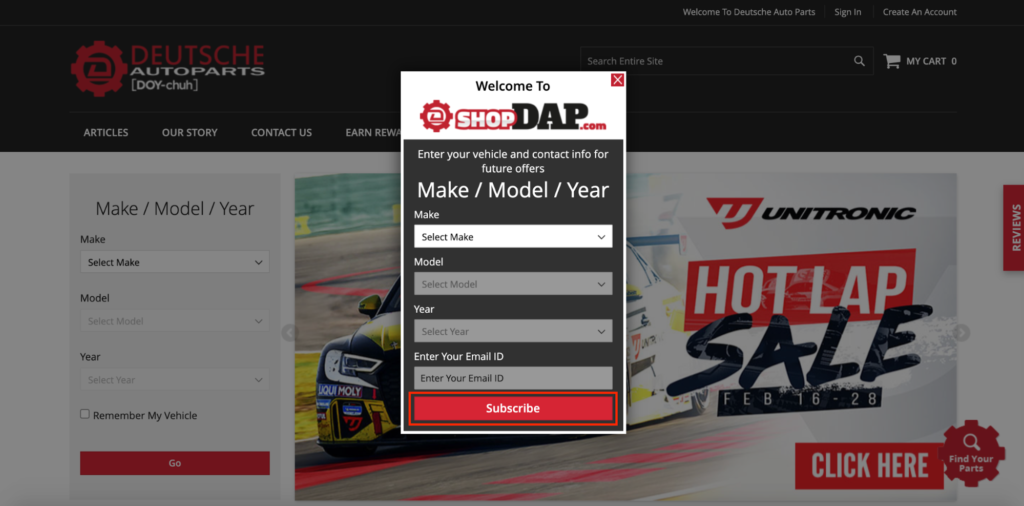 Welcome To Deutsche Auto Parts
Sign In
Create An Account
DEUTSCHE
AUTOPARTS
[DOY-chuh]
Search Entire Site
MY CART 0
ARTICLES
OUR STORY
CONTACT US
EARN REWA
Welcome To
SHOPDAP.com
Enter your vehicle and contact info for
future offers
Make / Model / Year
Make
Select Make
Model
Select Model
Year
Select Year
Enter Your Email ID
Enter Your Email ID
Subscribe
Make / Model / Year
Make
Select Make
Model
Select Model
Year
Select Year
Remember My Vehicle
Go
LIQUI MOLY
UNITRONIC
HOT LAP
SALE
FEB 16-28
CLICK HERE
REVIEWS
Find Your
Parts